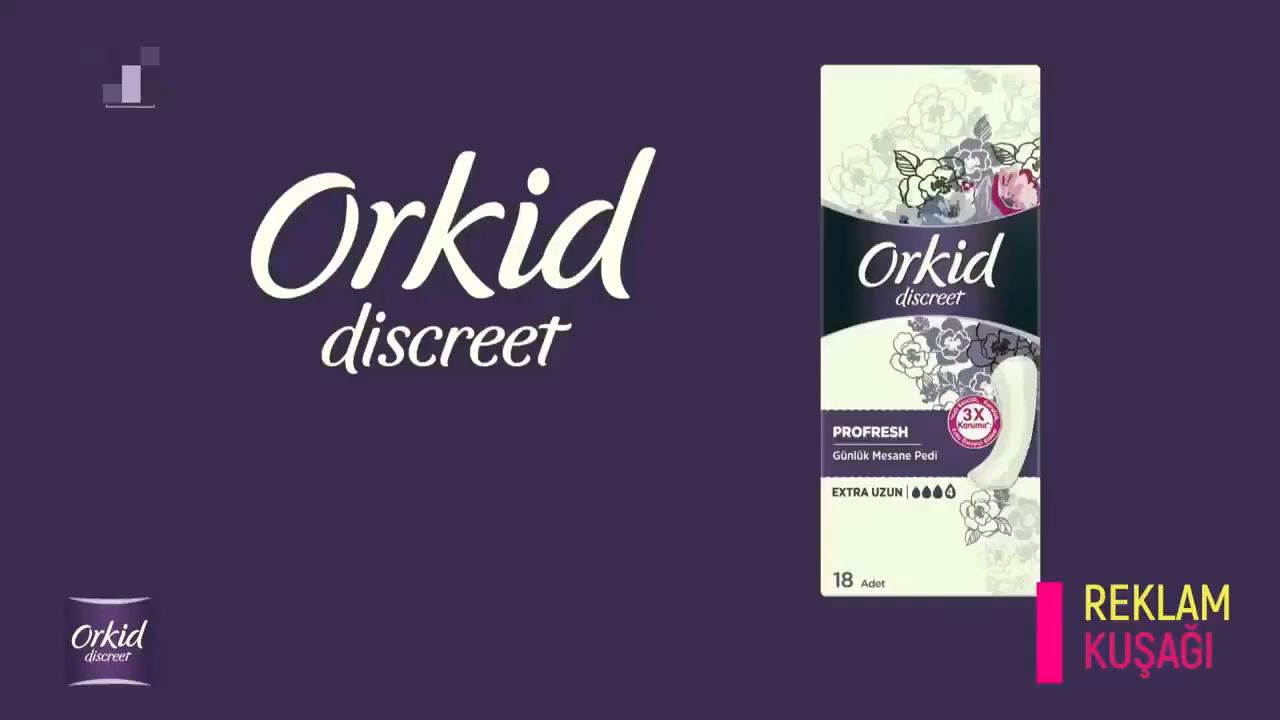 Orkid
discreet
Orkid
discreet
3X
Koruma*:
PROFRESH
Günlük Mesane Pedi
EXTRA UZUN
4
18 Adet
Orkid
discreet
REKLAM
KUŞAĞI